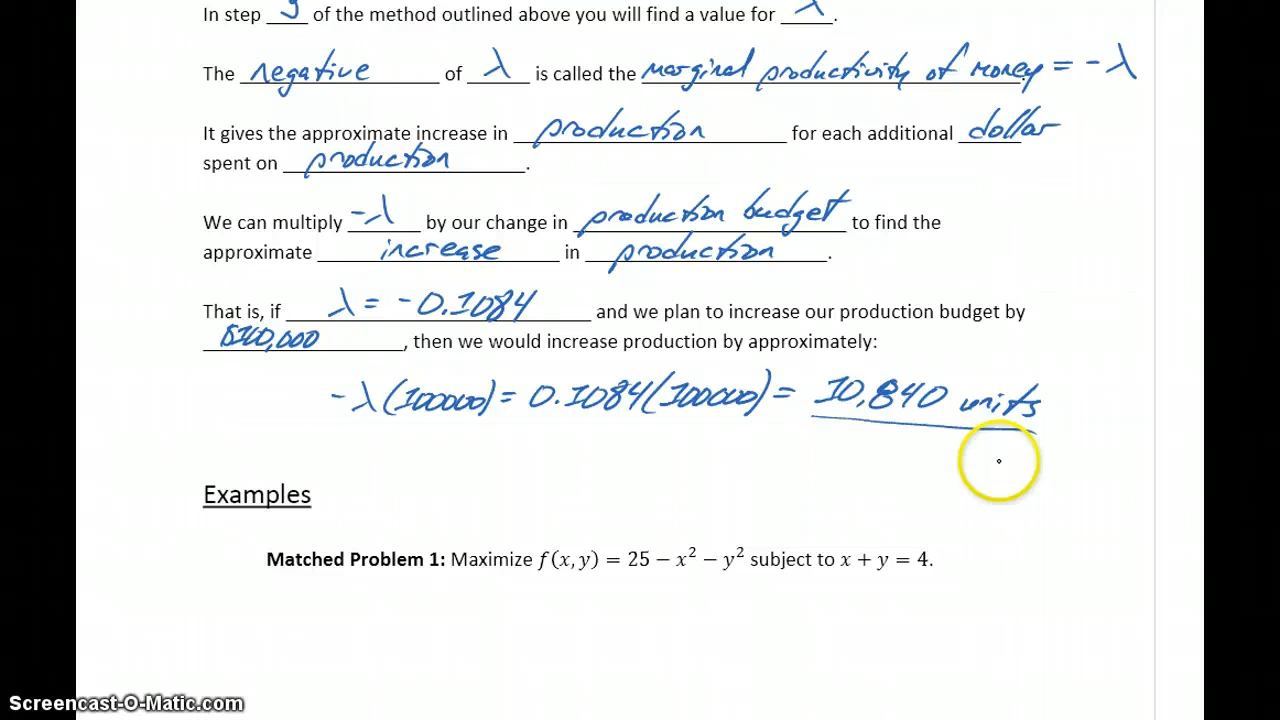 In step 3 of the method outlined above you will find a value for λ.
The negative of λ is called the marginal productivity of money = -λ
It gives the approximate increase in production for each additional dollar
spent on production.
We can multiply -λ by our change in production budget to find the
approximate increase in production.
That is, if λ = -0.1084 and we plan to increase our production budget by
$100,000, then we would increase production by approximately:
-λ(100000) = 0.1084(100000) = 10,840 units
Examples
Matched Problem 1: Maximize f(x, y) = 25 − x² − y² subject to x + y = 4.
Screencast-O-Matic.com